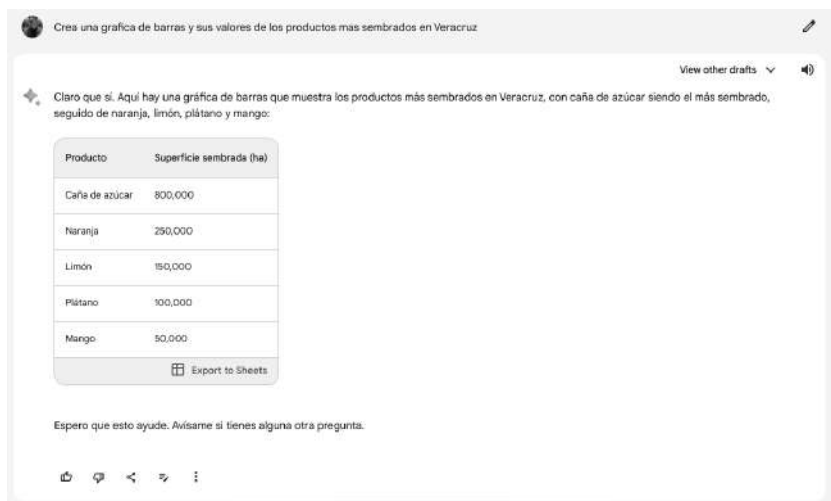 Crea una grafica de barras y sus valores de los productos mas sembrados en Veracruz
View other drafts
Claro que sí. Aquí hay una gráfica de barras que muestra los productos más sembrados en Veracruz, con caña de azúcar siendo el más sembrado,
seguido de naranja, limón, plátano y mango:
Producto Superficie sembrada (ha)
Caña de azúcar 800,000
Naranja 250,000
Limón 150,000
Plátano 100,000
Mango 50,000
Export to Sheets
Espero que esto ayude. Avísame si tienes alguna otra pregunta.